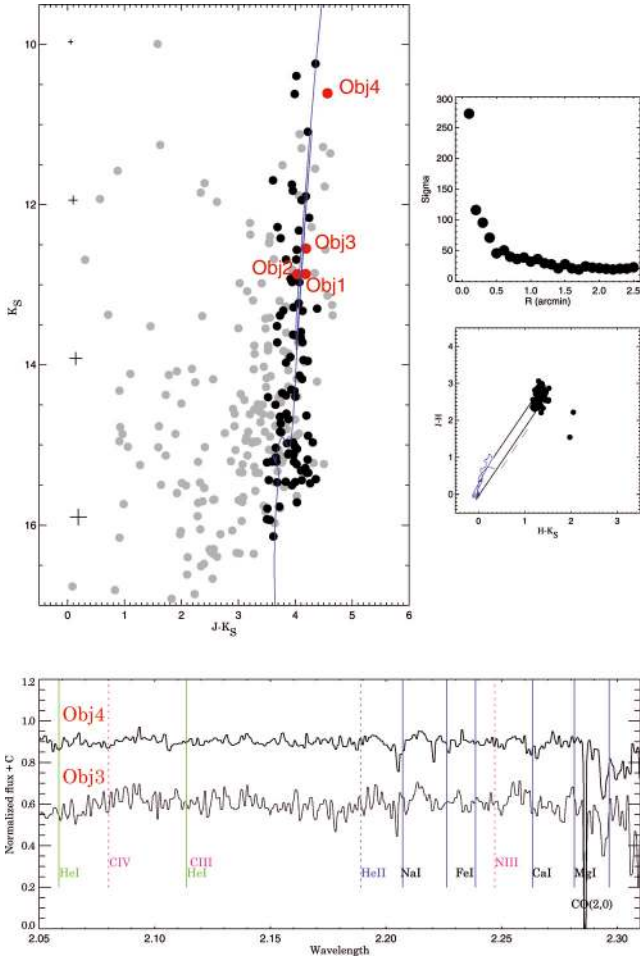 10
12
14
16
K_S
0 1 2 3 4 5 6
J-K_S
Obj4
Obj3
Obj2
Obj1
300
250
200
150
100
50
0
Sigma
0.0 0.5 1.0 1.5 2.0 2.5
R (arcmin)
4
3
2
1
0
J-H
0 1 2 3
H-K_S
1.2
1.0
0.8
0.6
0.4
0.2
0.0
Normalized flux + C
Obj4
Obj3
CIV CIII NIII
HeI HeI HeII NaI FeI CaI MgI
CO(2,0)
2.05 2.10 2.15 2.20 2.25 2.30
Wavelength